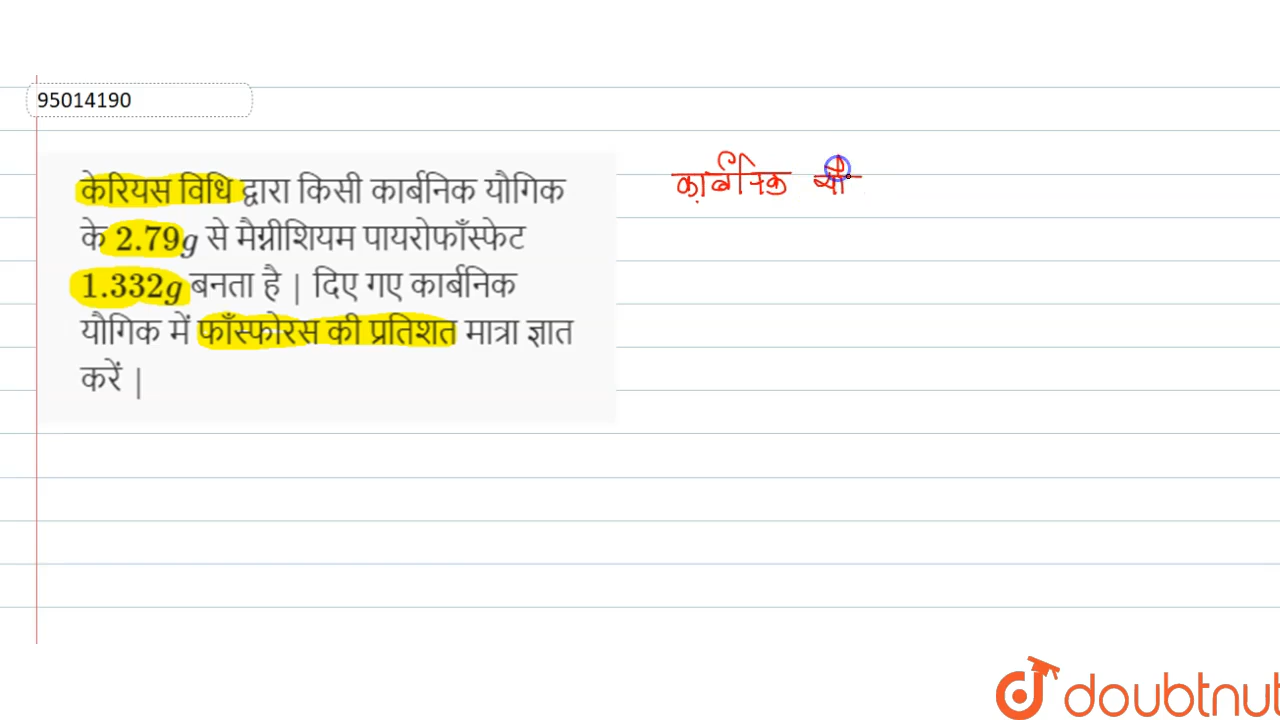 95014190
केरियस विधि द्वारा किसी कार्बनिक यौगिक
के 2.79g से मैग्नीशियम पायरोफॉस्फेट
1.332g बनता है | दिए गए कार्बनिक
यौगिक में फॉस्फोरस की प्रतिशत मात्रा ज्ञात
करें |
कार्बनिक यौ
doubtnut